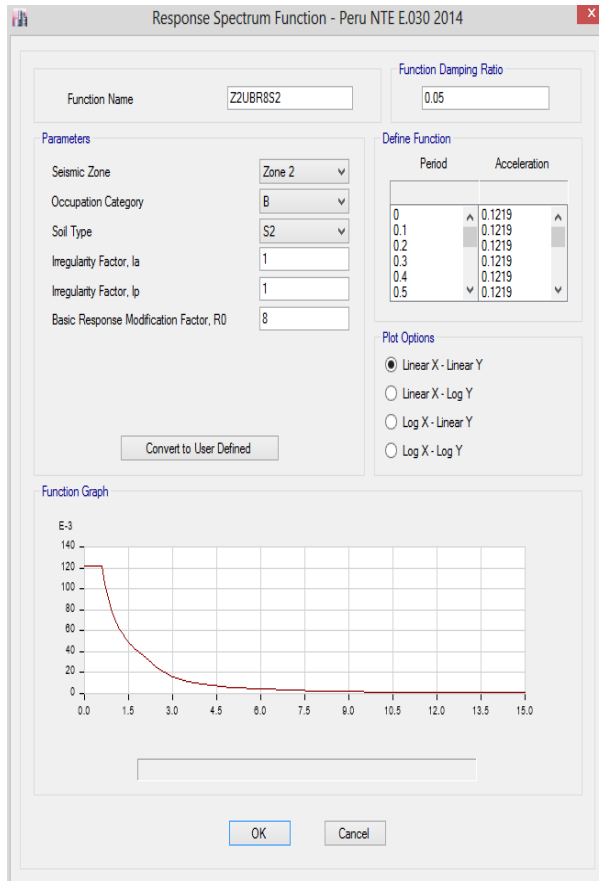 Response Spectrum Function - Peru NTE E.030 2014
x
Function Damping Ratio
Function Name
Z2UBR8S2
0.05
Parameters
Define Function
Seismic Zone
Zone 2
Period
Acceleration
Occupation Category
B
Soil Type
S2
Irregularity Factor, Ia
1
Irregularity Factor, Ip
1
Basic Response Modification Factor, R0
8
0 0.1219
0.1 0.1219
0.2 0.1219
0.3 0.1219
0.4 0.1219
0.5 0.1219
Plot Options
Linear X - Linear Y
Linear X - Log Y
Log X - Linear Y
Log X - Log Y
Convert to User Defined
Function Graph
E-3
140
120
100
80
60
40
20
0
0.0 1.5 3.0 4.5 6.0 7.5 9.0 10.5 12.0 13.5 15.0
OK
Cancel